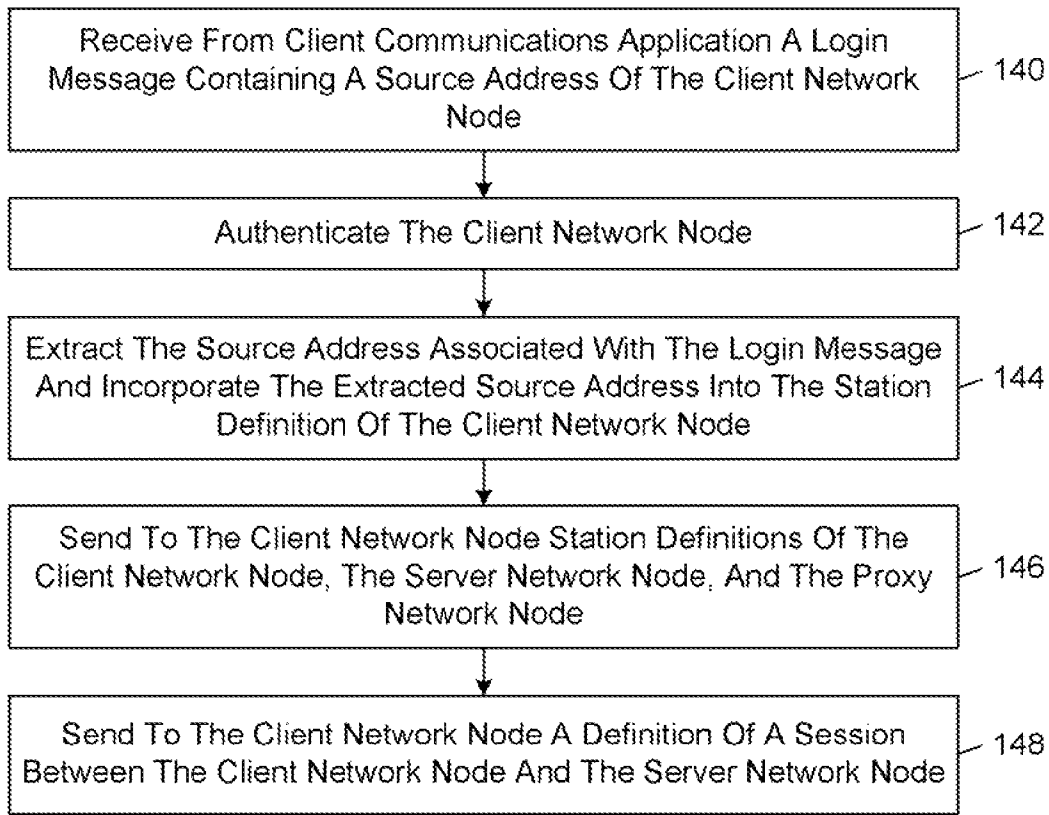 Receive From Client Communications Application A Login
Message Containing A Source Address Of The Client Network
Node
140
Authenticate The Client Network Node
142
Extract The Source Address Associated With The Login Message
And Incorporate The Extracted Source Address Into The Station
Definition Of The Client Network Node
144
Send To The Client Network Node Station Definitions Of The
Client Network Node, The Server Network Node, And The Proxy
Network Node
146
Send To The Client Network Node A Definition Of A Session
Between The Client Network Node And The Server Network Node
148